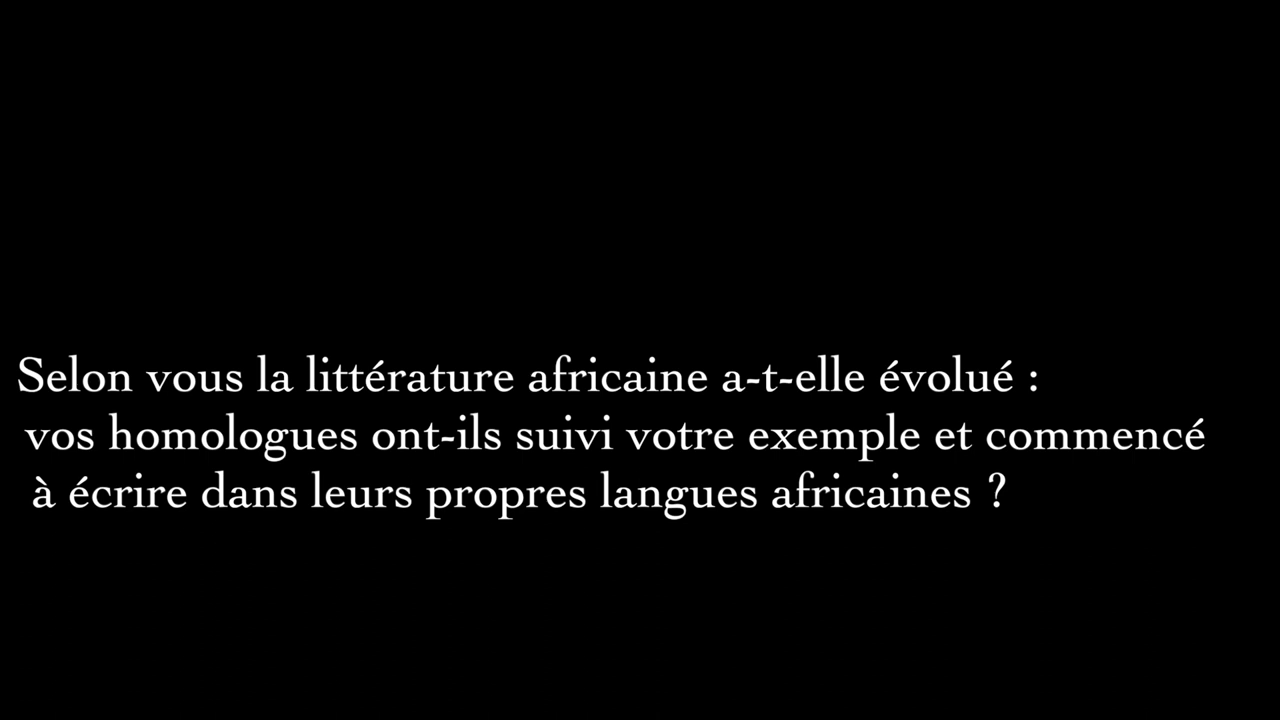 Selon vous la littérature africaine a-t-elle évolué :
vos homologues ont-ils suivi votre exemple et commencé
à écrire dans leurs propres langues africaines ?